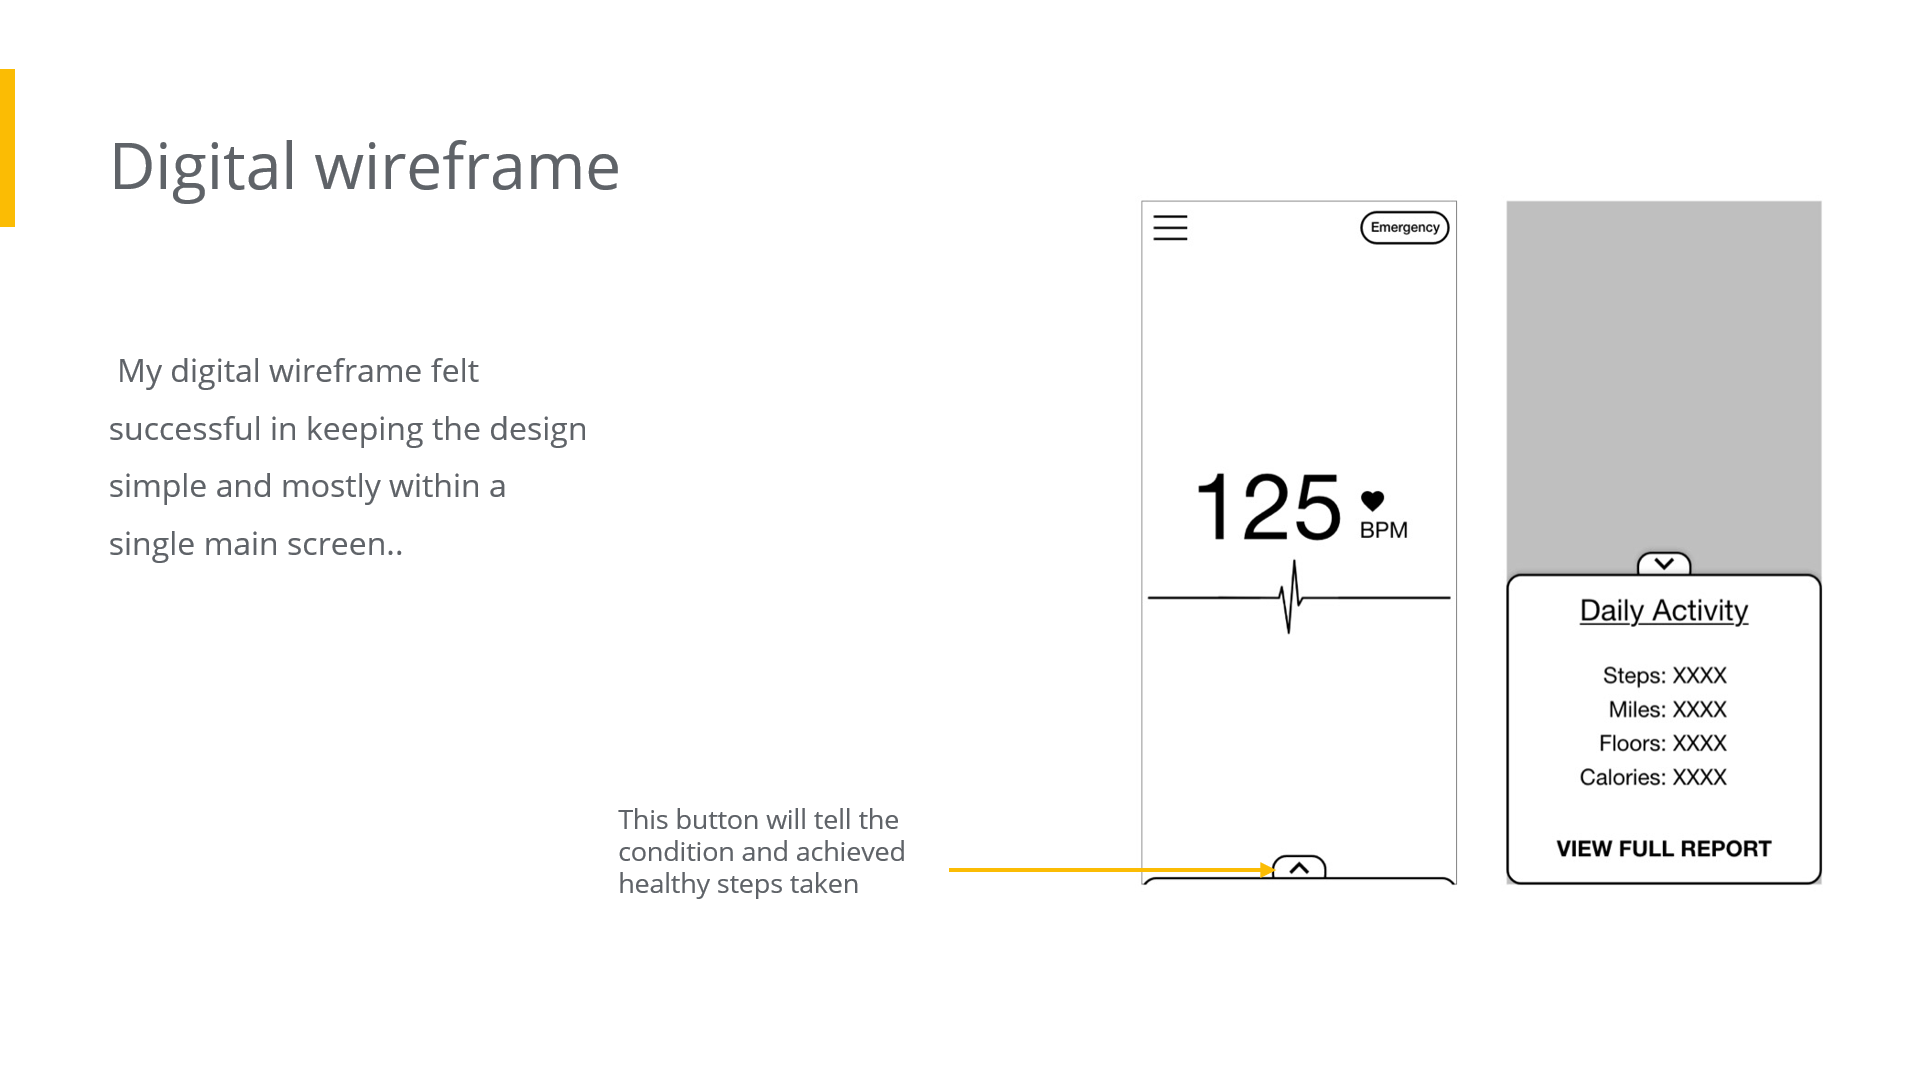 Digital wireframe
My digital wireframe felt
successful in keeping the design
simple and mostly within a
single main screen..
This button will tell the
condition and achieved
healthy steps taken
Emergency
125
BPM
Daily Activity
Steps: XXXX
Miles: XXXX
Floors: XXXX
Calories: XXXX
VIEW FULL REPORT